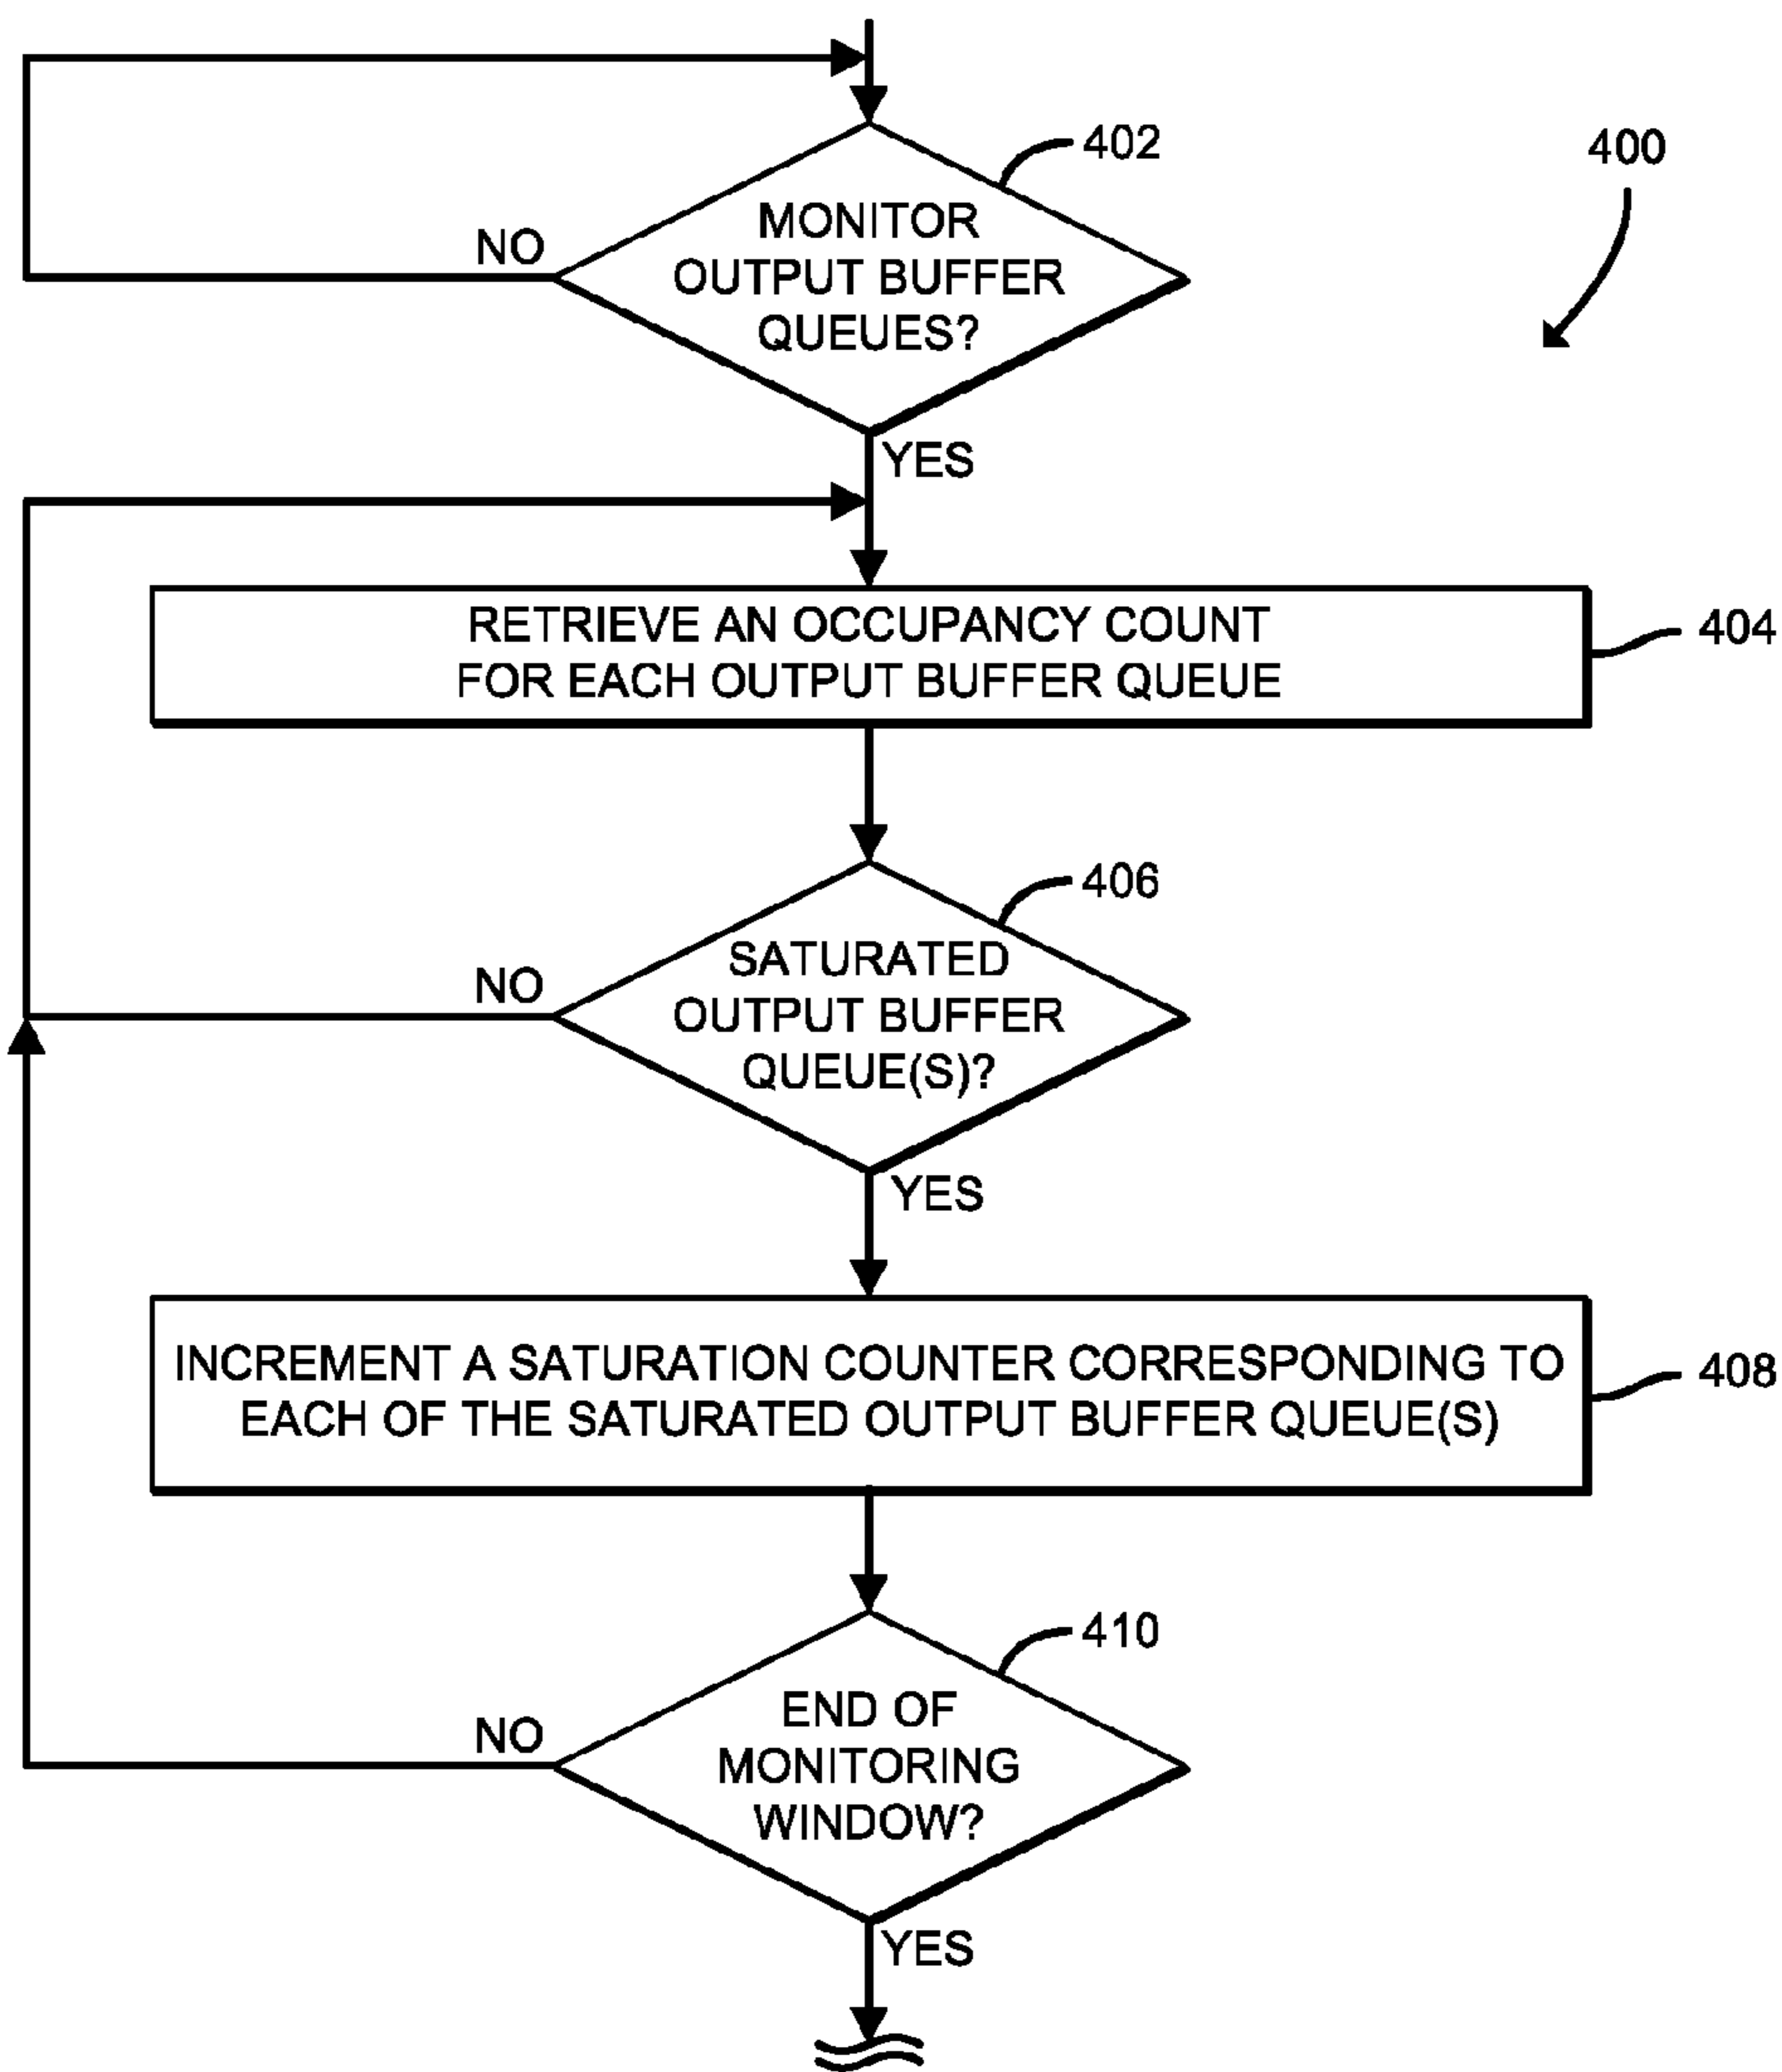 402
400
MONITOR
OUTPUT BUFFER
QUEUES?
NO
YES
RETRIEVE AN OCCUPANCY COUNT
FOR EACH OUTPUT BUFFER QUEUE
404
406
SATURATED
OUTPUT BUFFER
QUEUE(S)?
NO
YES
INCREMENT A SATURATION COUNTER CORRESPONDING TO
EACH OF THE SATURATED OUTPUT BUFFER QUEUE(S)
408
410
END OF
MONITORING
WINDOW?
NO
YES